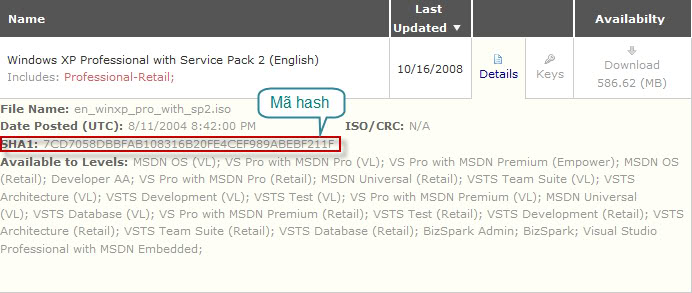 Name Last Updated ▼ Availabilty
Windows XP Professional with Service Pack 2 (English)
Includes: Professional-Retail;
10/16/2008
Details
Keys
Download
586.62 (MB)
Mã hash
File Name: en_winxp_pro_with_sp2.iso
Date Posted (UTC): 8/11/2004 8:42:00 PM ISO/CRC: N/A
SHA1: 7CD7058DBBFAB108316B20FE4CEF989ABEBF211F
Available to Levels: MSDN OS (VL); VS Pro with MSDN Pro (VL); VS Pro with MSDN Premium (Empower); MSDN OS
(Retail); Developer AA; VS Pro with MSDN Pro (Retail); MSDN Universal (Retail); VSTS Team Suite (VL); VSTS
Architecture (VL); VSTS Development (VL); VSTS Test (VL); VS Pro with MSDN Premium (VL); MSDN Universal
(VL); VSTS Database (VL); VS Pro with MSDN Premium (Retail); VSTS Test (Retail); VSTS Development (Retail); VSTS
Architecture (Retail); VSTS Team Suite (Retail); VSTS Database (Retail); BizSpark Admin; BizSpark; Visual Studio
Professional with MSDN Embedded;